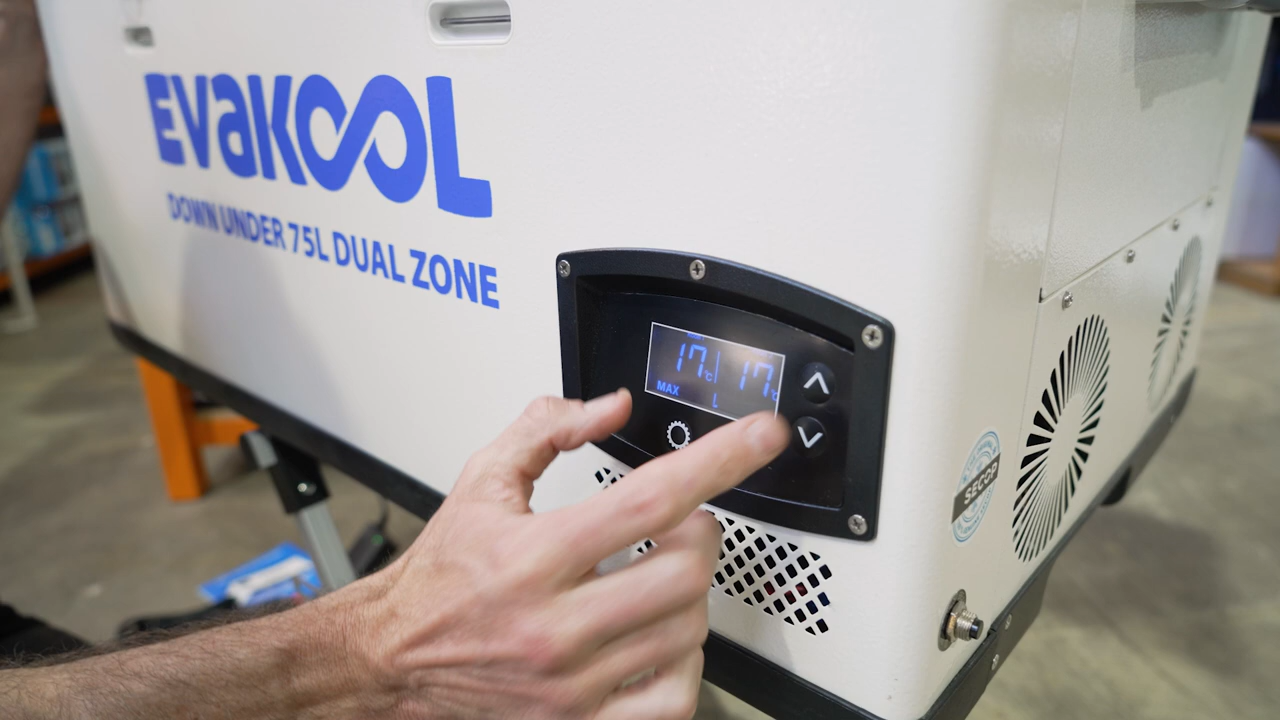 EVaKOOL
DOWN UNDER 75L DUAL ZONE
17°C 17°C
MAX L
SECOP